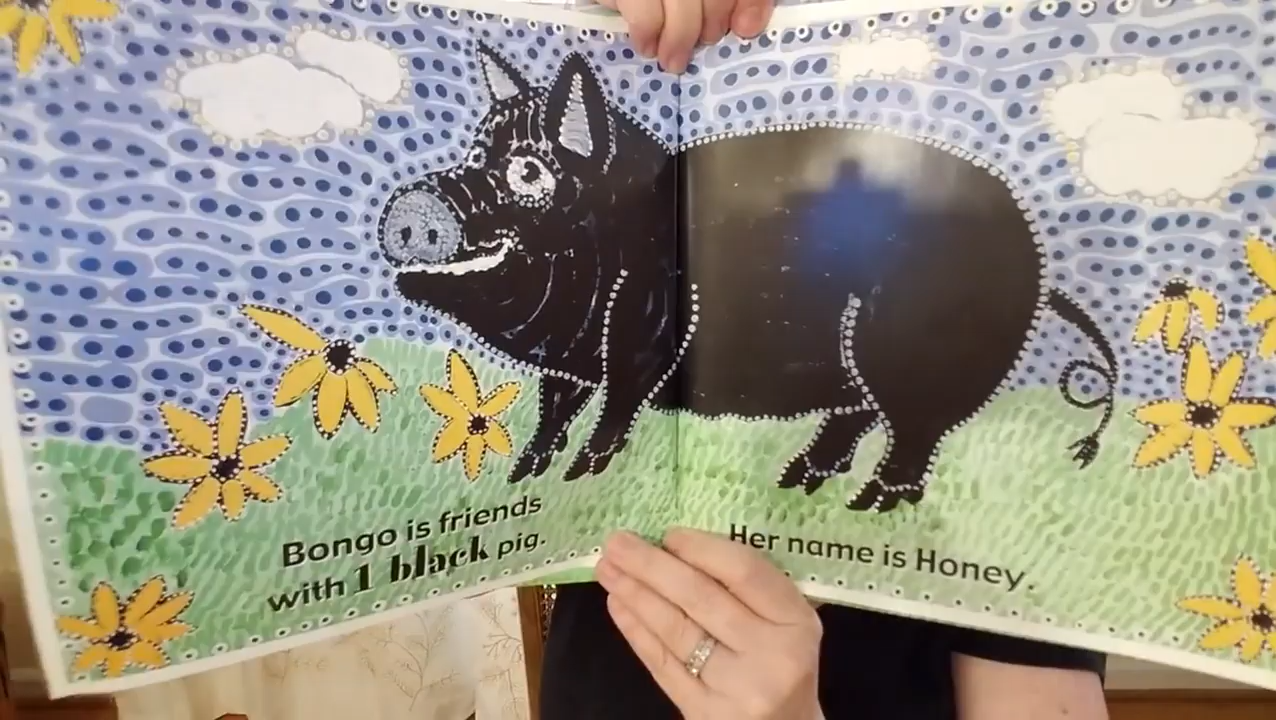 Bongo is friends
with 1 black pig.
Her name is Honey.